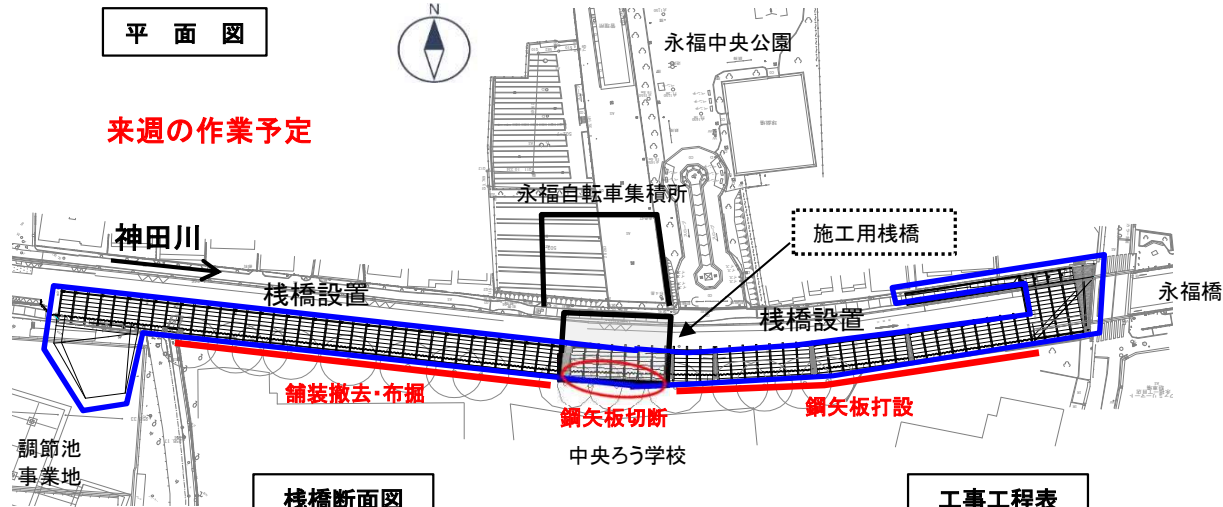 平 面 図
N
永福中央公園
来週の作業予定
永福自転車集積所
施工用桟橋
神田川
桟橋設置
桟橋設置
永福橋
舗装撤去・布掘
鋼矢板切断
鋼矢板打設
調節池
事業地
中央ろう学校
桟橋断面図
工事工程表